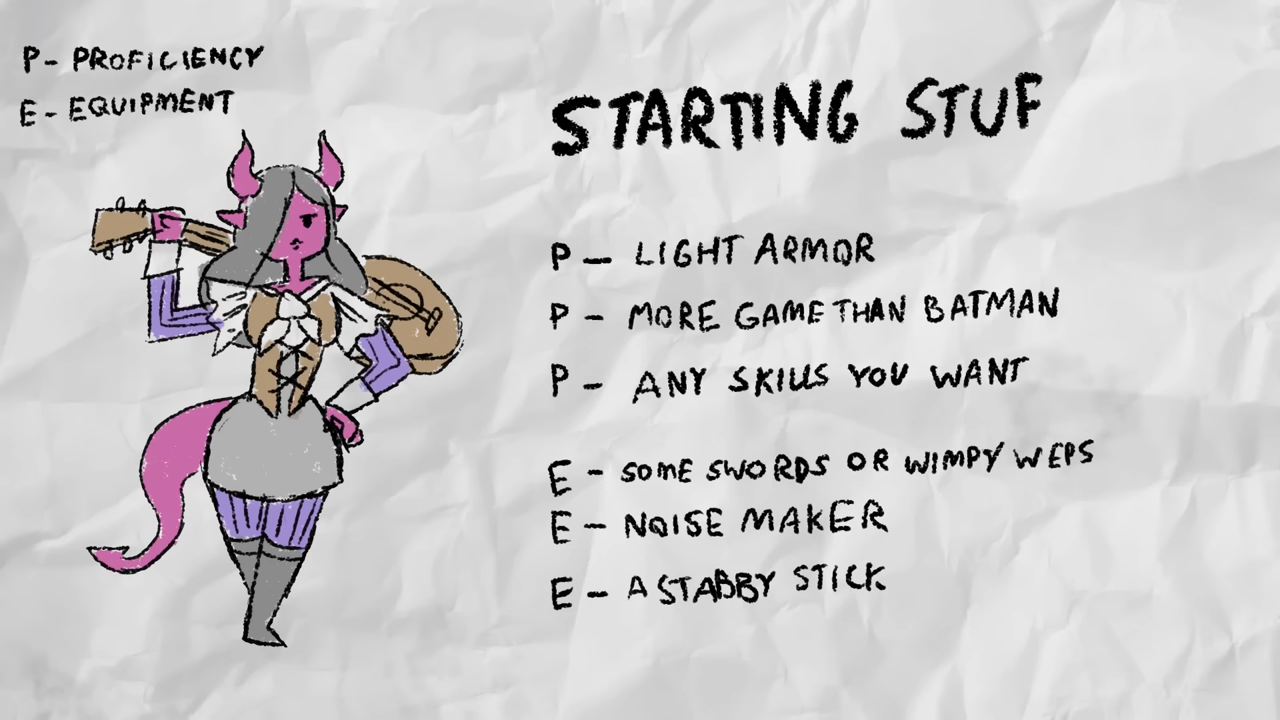 P- PROFICIENCY
E- EQUIPMENT
STARTING STUF
P- LIGHT ARMOR
P- MORE GAME THAN BATMAN
P- ANY SKILLS YOU WANT
E- SOME SWORDS OR WIMPY WEPS
E- NOISE MAKER
E- A STABBY STICK